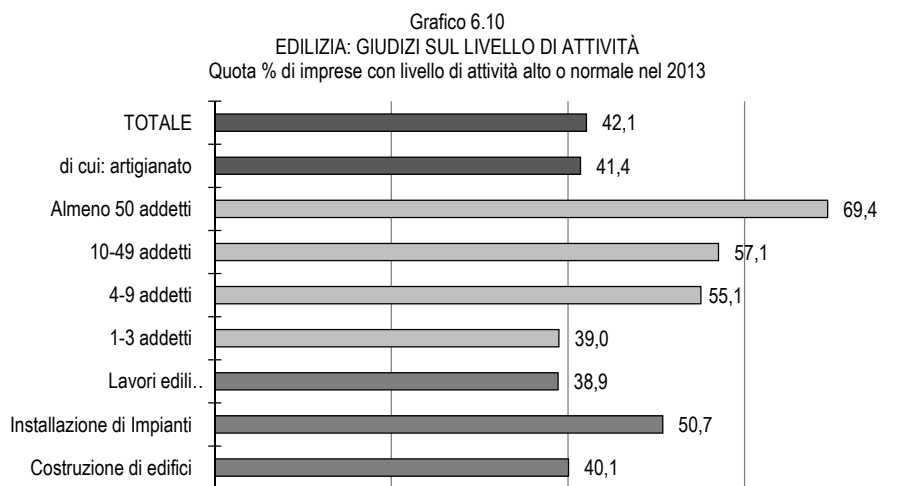 Grafico 6.10
EDILIZIA: GIUDIZI SUL LIVELLO DI ATTIVITÀ
Quota % di imprese con livello di attività alto o normale nel 2013
TOTALE 42,1
di cui: artigianato 41,4
Almeno 50 addetti 69,4
10-49 addetti 57,1
4-9 addetti 55,1
1-3 addetti 39,0
Lavori edili.. 38,9
Installazione di Impianti 50,7
Costruzione di edifici 40,1